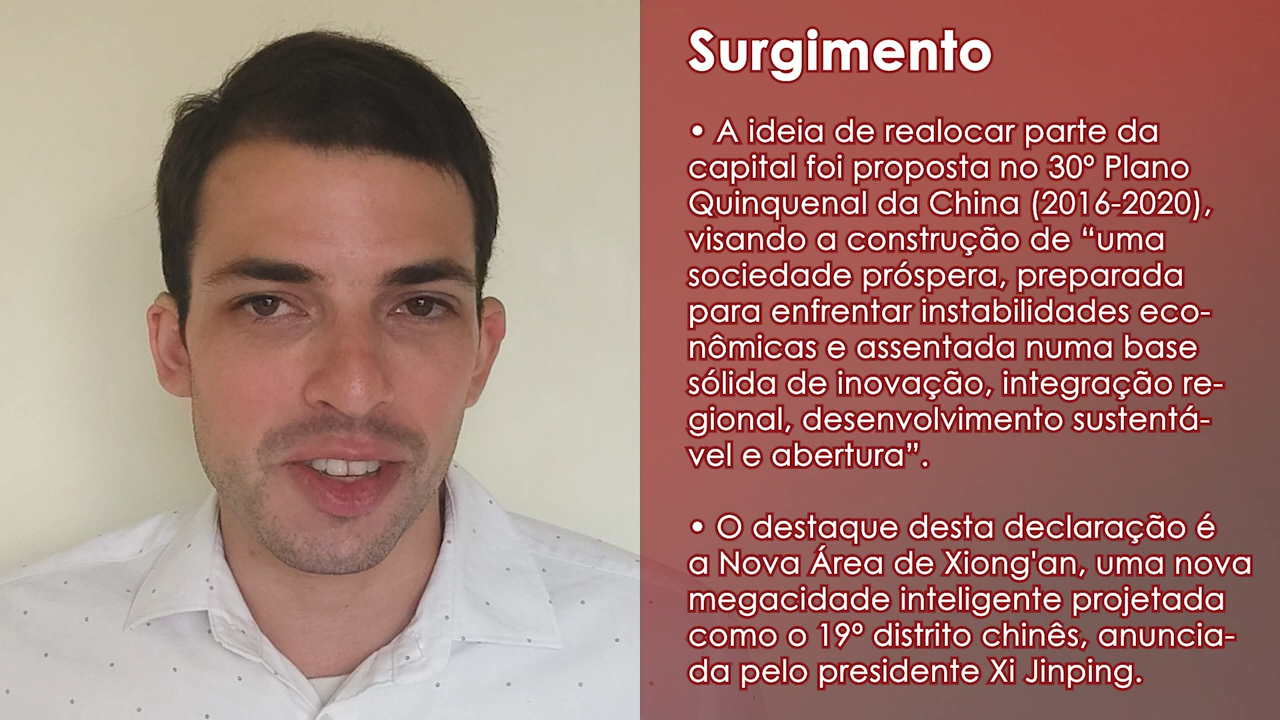 Surgimento
• A ideia de realocar parte da
capital foi proposta no 30º Plano
Quinquenal da China (2016-2020),
visando a construção de “uma
sociedade próspera, preparada
para enfrentar instabilidades eco-
nômicas e assentada numa base
sólida de inovação, integração re-
gional, desenvolvimento sustentá-
vel e abertura”.
• O destaque desta declaração é
a Nova Área de Xiong'an, uma nova
megacidade inteligente projetada
como o 19º distrito chinês, anuncia-
da pelo presidente Xi Jinping.